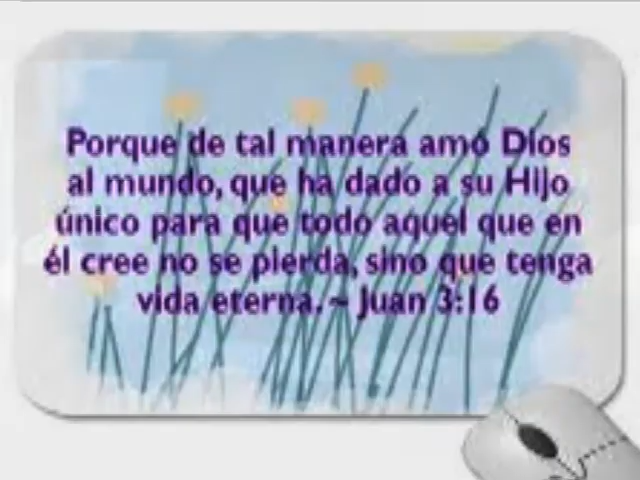 Porque de tal manera amó Dios
al mundo, que ha dado a su Hijo
único para que todo aquel que en
él cree no se pierda, sino que tenga
vida eterna. ~ Juan 3:16